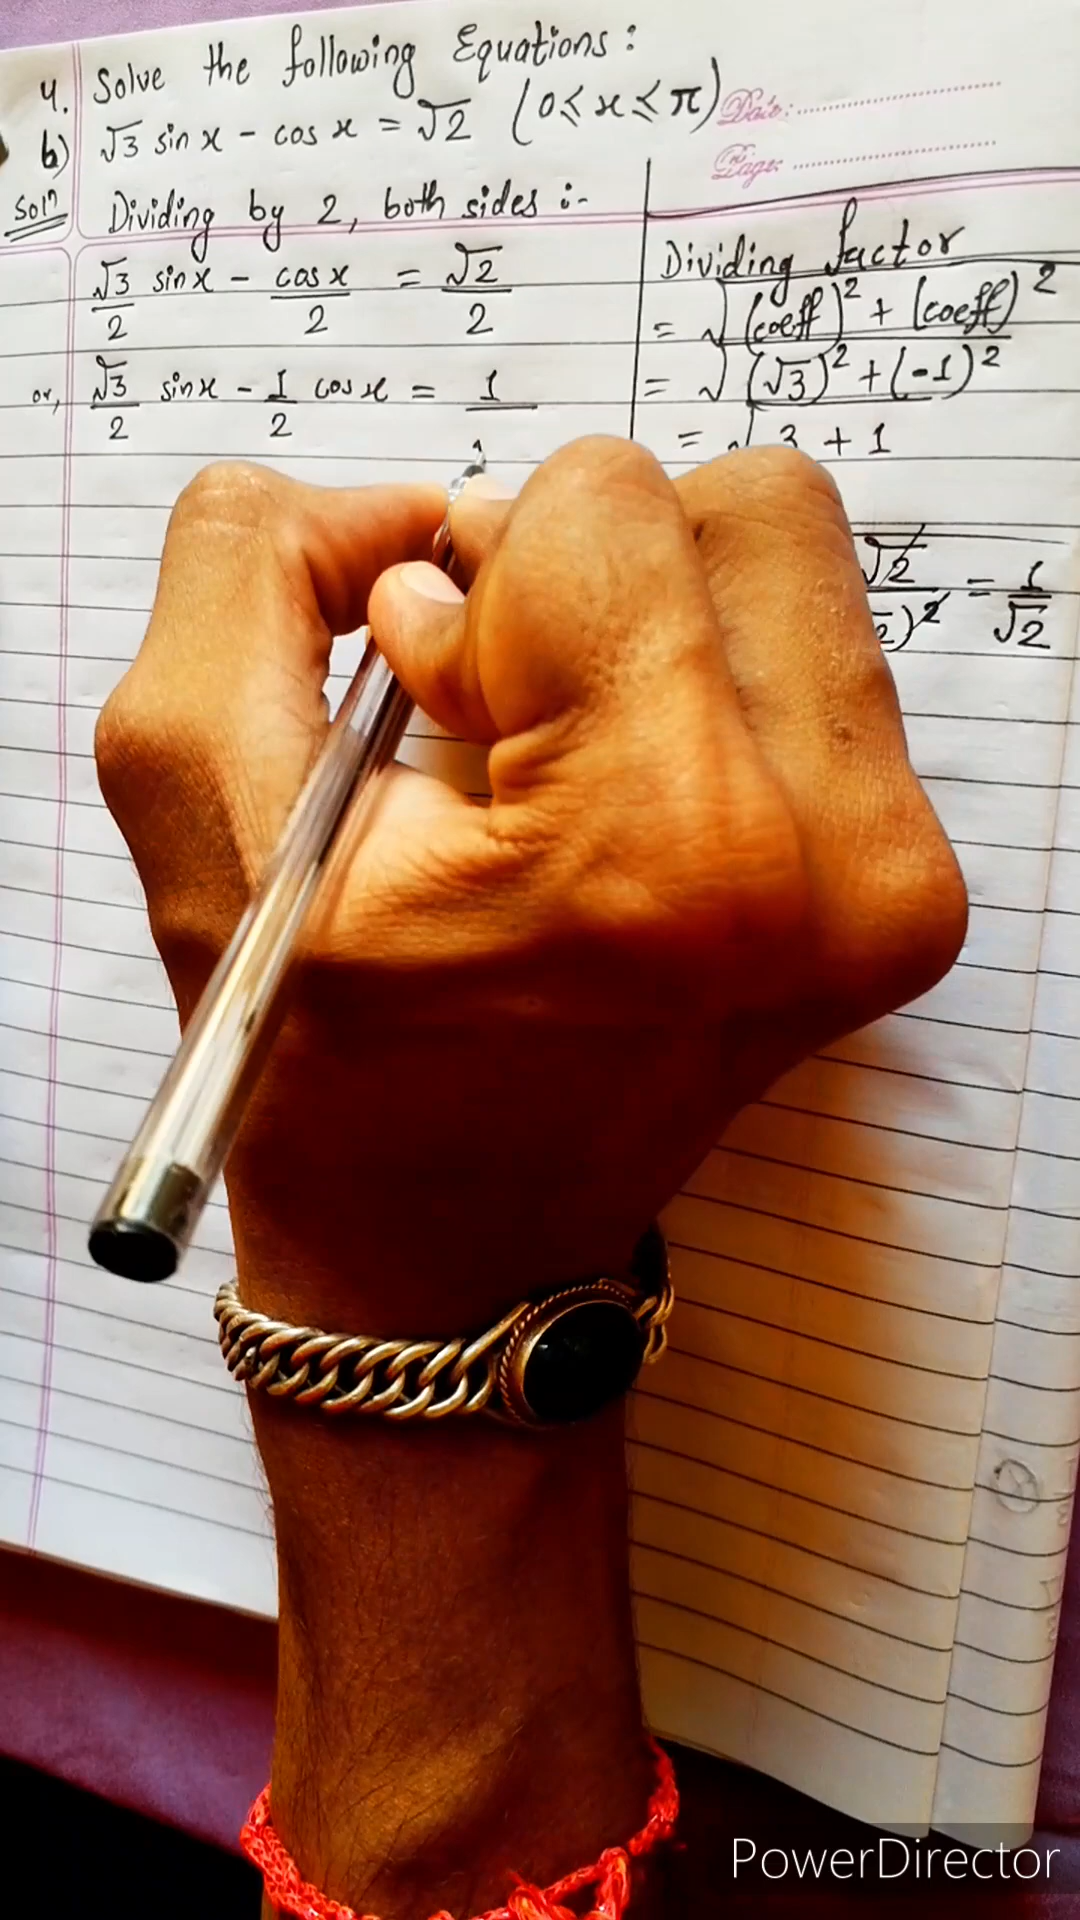 4. Solve the following Equations :
b) √3 sin x - cos x = √2 (0 ≤ x ≤ π)
Date: ..............................
Page: ..............................
Solⁿ Dividing by 2, both sides :-
√3/2 sin x - cos x/2 = √2/2
or, √3/2 sin x - 1/2 cos x = 1/
Dividing factor
= √(coeff)² + (coeff)²
= √(√3)² + (-1)²
= √3 + 1
√2/2)² = 1/√2
PowerDirector